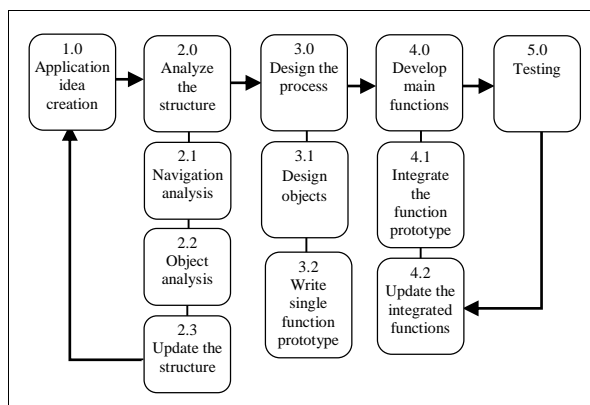 1.0
Application
idea
creation
2.0
Analyze
the
structure
2.1
Navigation
analysis
2.2
Object
analysis
2.3
Update the
structure
3.0
Design the
process
3.1
Design
objects
3.2
Write
single
function
prototype
4.0
Develop
main
functions
4.1
Integrate
the
function
prototype
4.2
Update the
integrated
functions
5.0
Testing